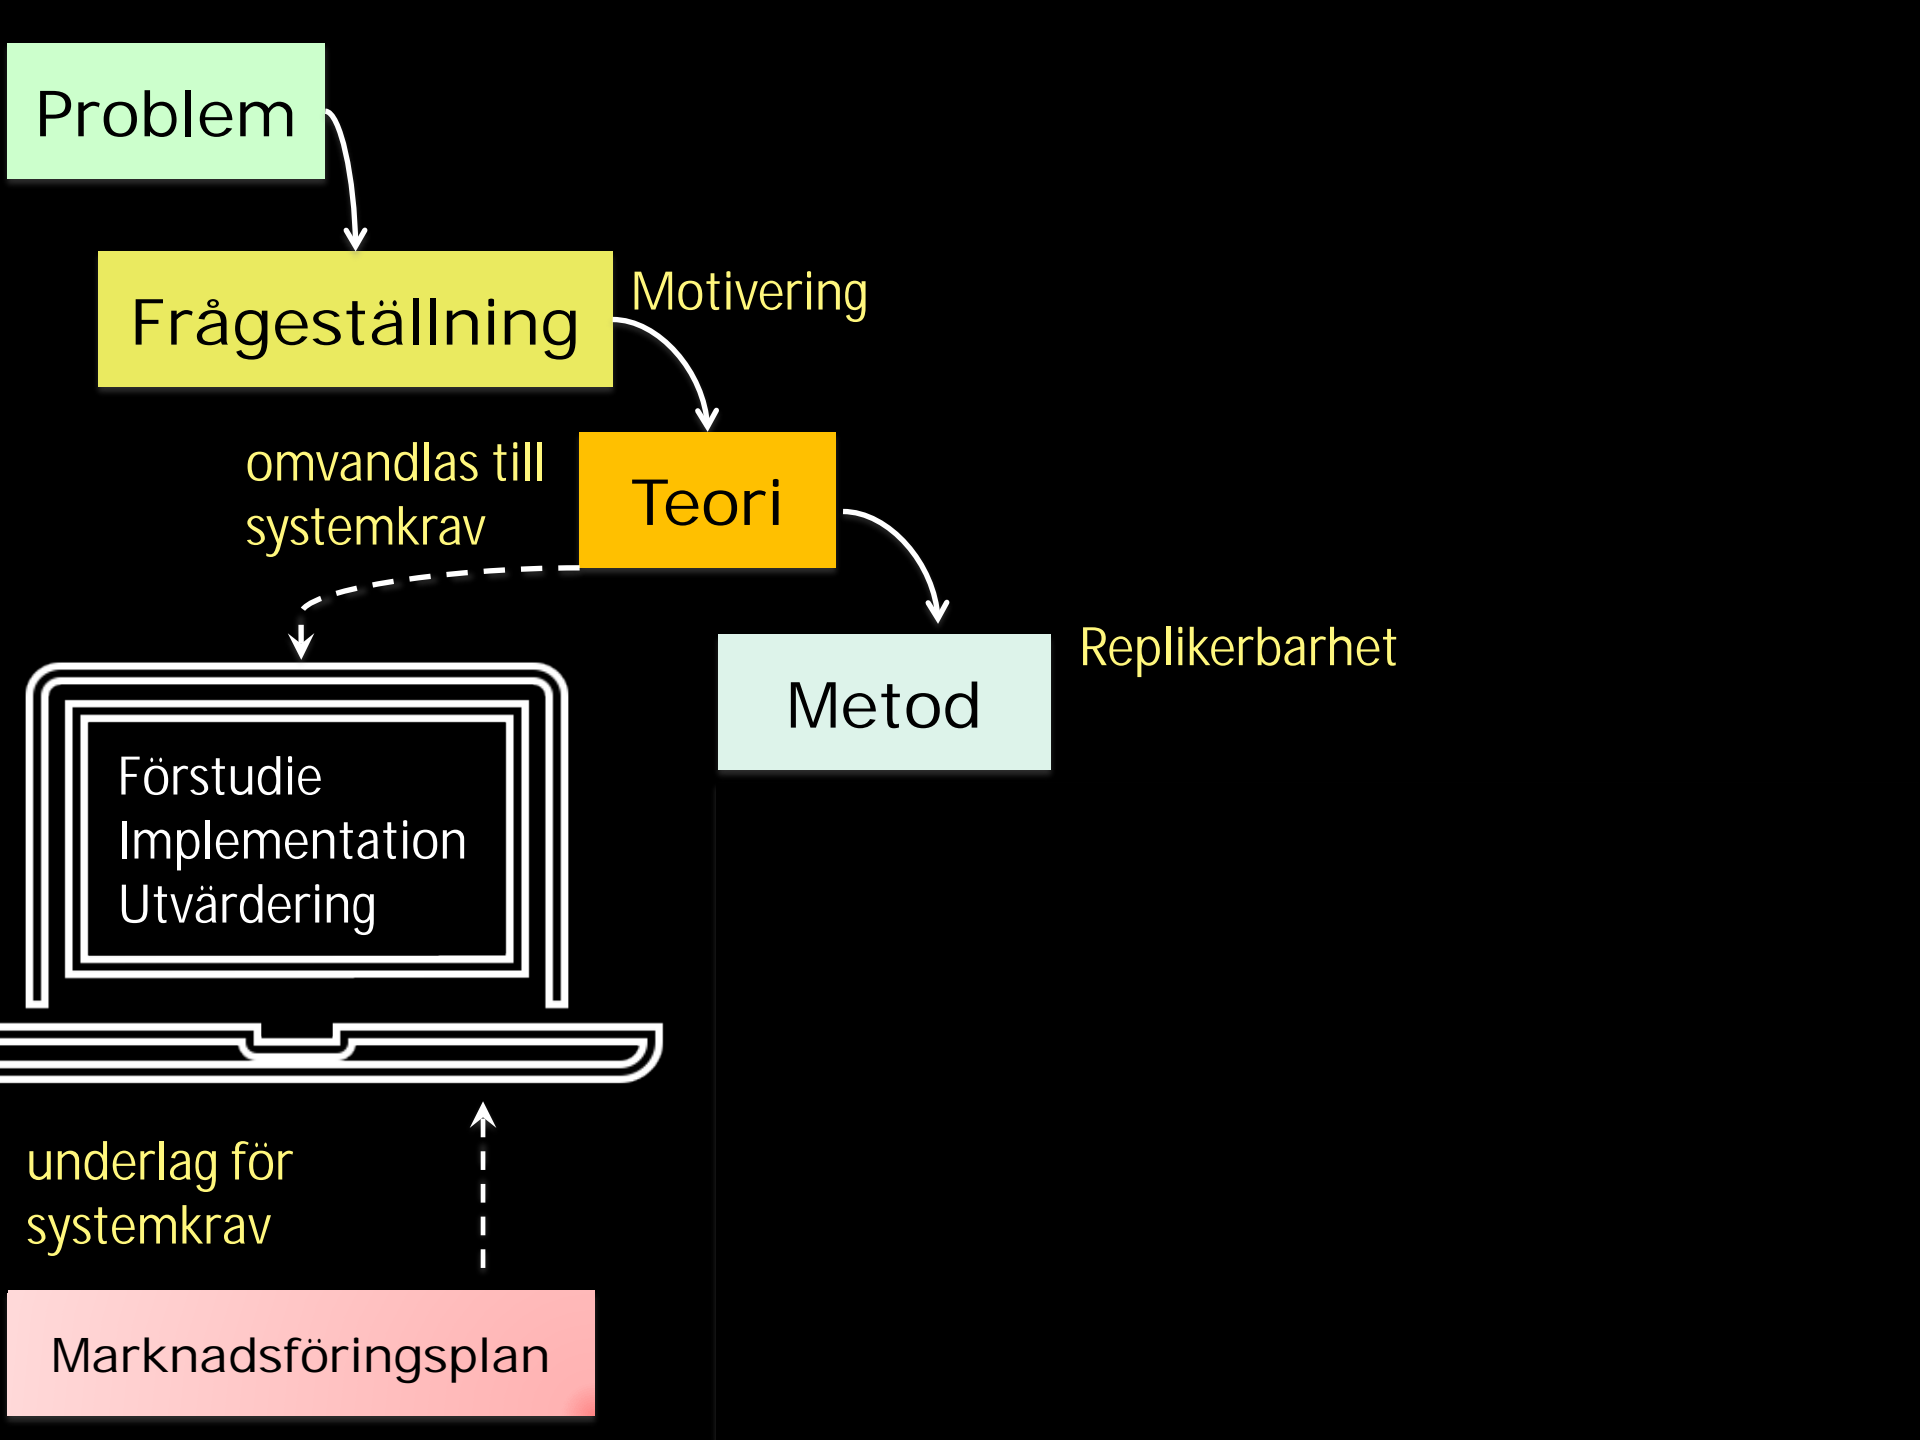 Problem
Frågeställning
Motivering
omvandlas till
systemkrav
Teori
Replikerbarhet
Metod
Förstudie
Implementation
Utvärdering
underlag för
systemkrav
Marknadsföringsplan